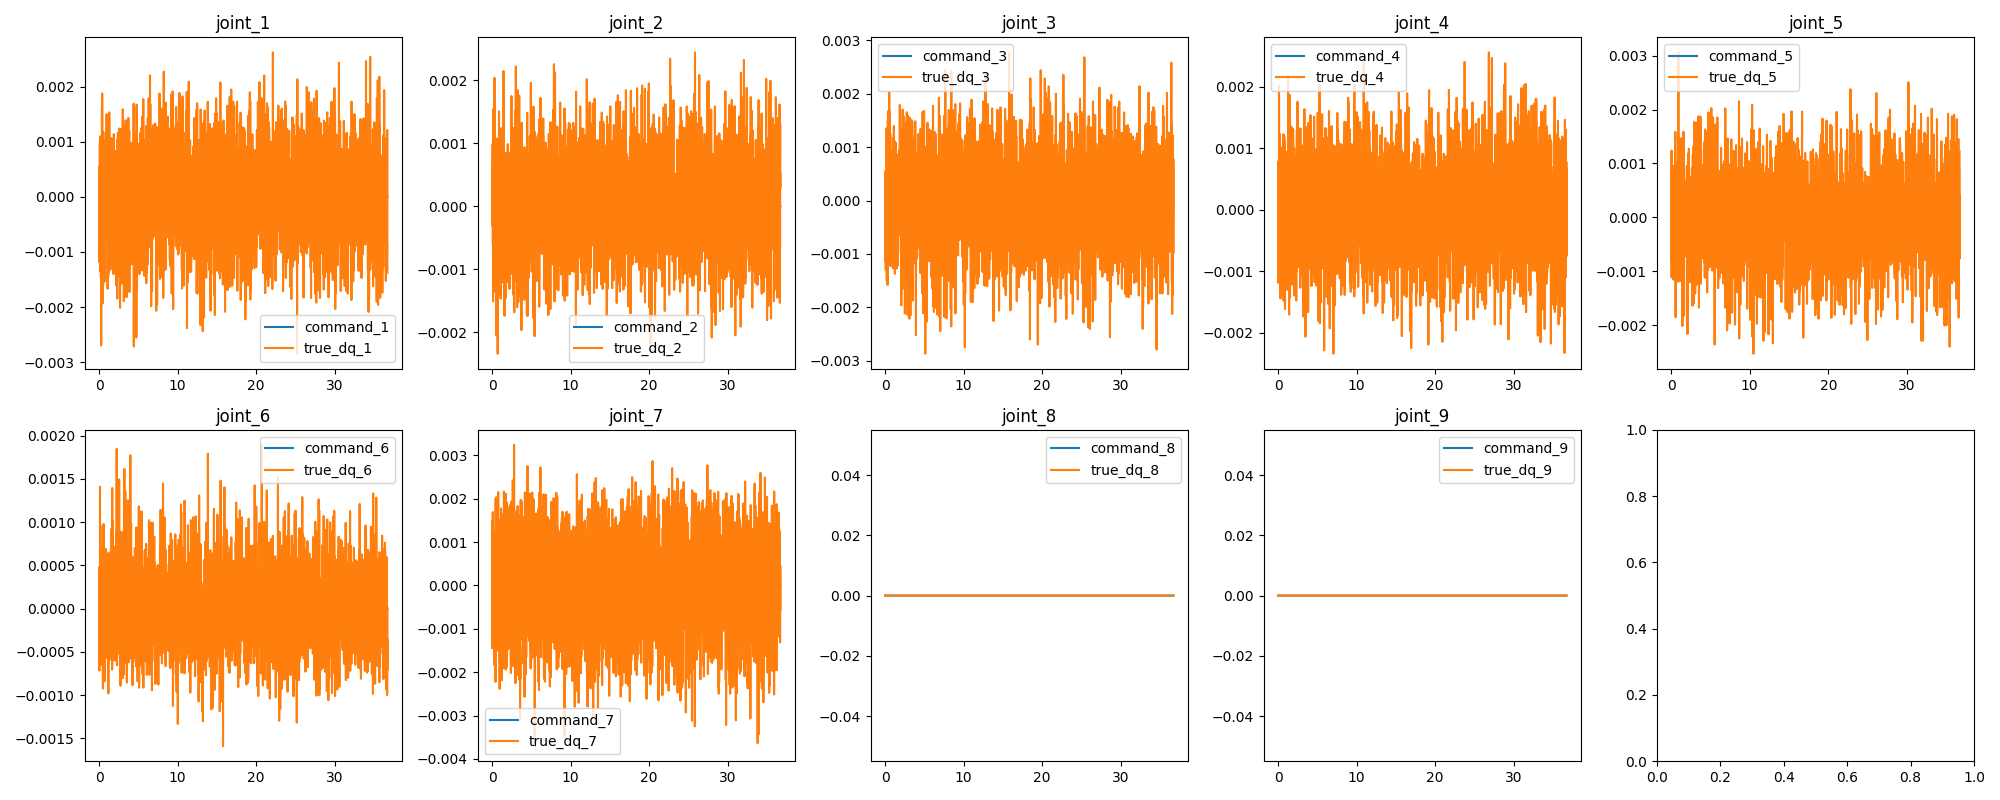 joint_1 joint_2 joint_3 joint_4 joint_5
0.002
0.001
0.000
−0.001
−0.002
−0.003
0 10 20 30
command_1
true_dq_1
0.002
0.001
0.000
−0.001
−0.002
0 10 20 30
command_2
true_dq_2
0.003
0.002
0.001
0.000
−0.001
−0.002
−0.003
0 10 20 30
command_3
true_dq_3
0.002
0.001
0.000
−0.001
−0.002
0 10 20 30
command_4
true_dq_4
0.003
0.002
0.001
0.000
−0.001
−0.002
0 10 20 30
command_5
true_dq_5
joint_6 joint_7 joint_8 joint_9
0.0020
0.0015
0.0010
0.0005
0.0000
−0.0005
−0.0010
−0.0015
0 10 20 30
command_6
true_dq_6
0.003
0.002
0.001
0.000
−0.001
−0.002
−0.003
−0.004
0 10 20 30
command_7
true_dq_7
0.04
0.02
0.00
−0.02
−0.04
0 10 20 30
command_8
true_dq_8
0.04
0.02
0.00
−0.02
−0.04
0 10 20 30
command_9
true_dq_9
1.0
0.8
0.6
0.4
0.2
0.0
0.0 0.2 0.4 0.6 0.8 1.0